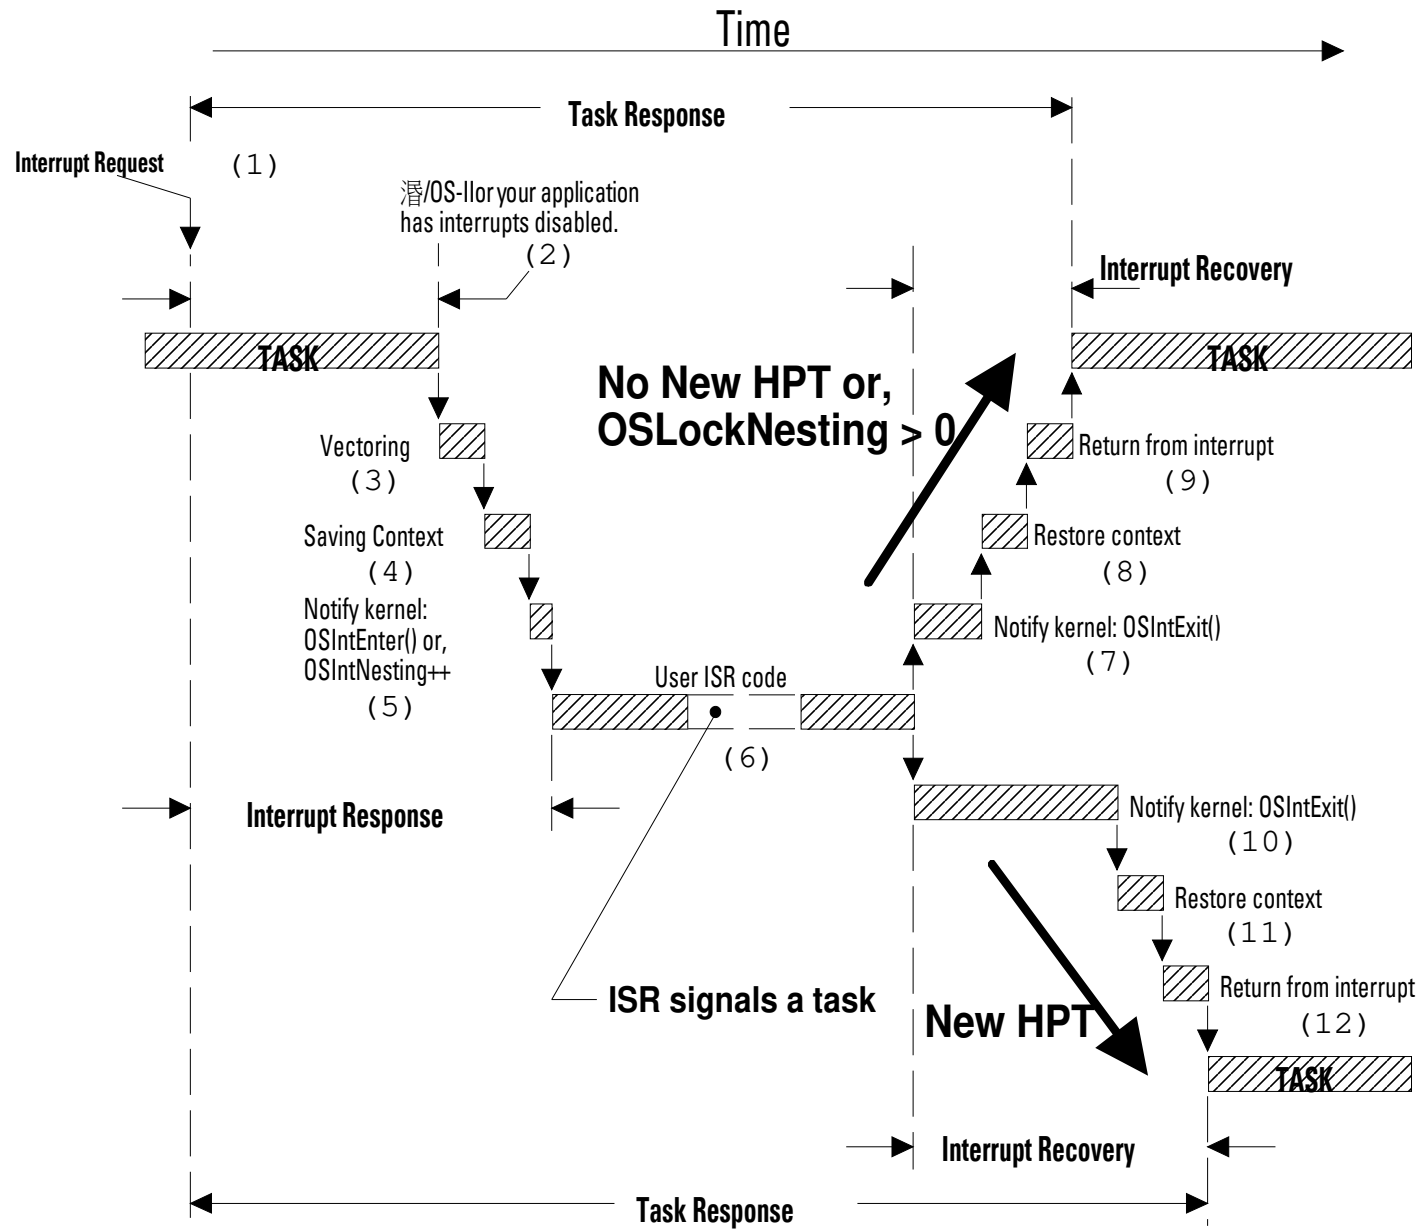 Time
Task Response
Interrupt Request
(1)
濸/OS-IIor your application
has interrupts disabled.
(2)
Interrupt Recovery
TASK
TASK
No New HPT or,
OSLockNesting > 0
Vectoring
(3)
Return from interrupt
(9)
Saving Context
(4)
Restore context
(8)
Notify kernel:
OSIntEnter() or,
OSIntNesting++
(5)
Notify kernel: OSIntExit()
(7)
User ISR code
(6)
Interrupt Response
Notify kernel: OSIntExit()
(10)
Restore context
(11)
ISR signals a task
New HPT
Return from interrupt
(12)
TASK
Interrupt Recovery
Task Response